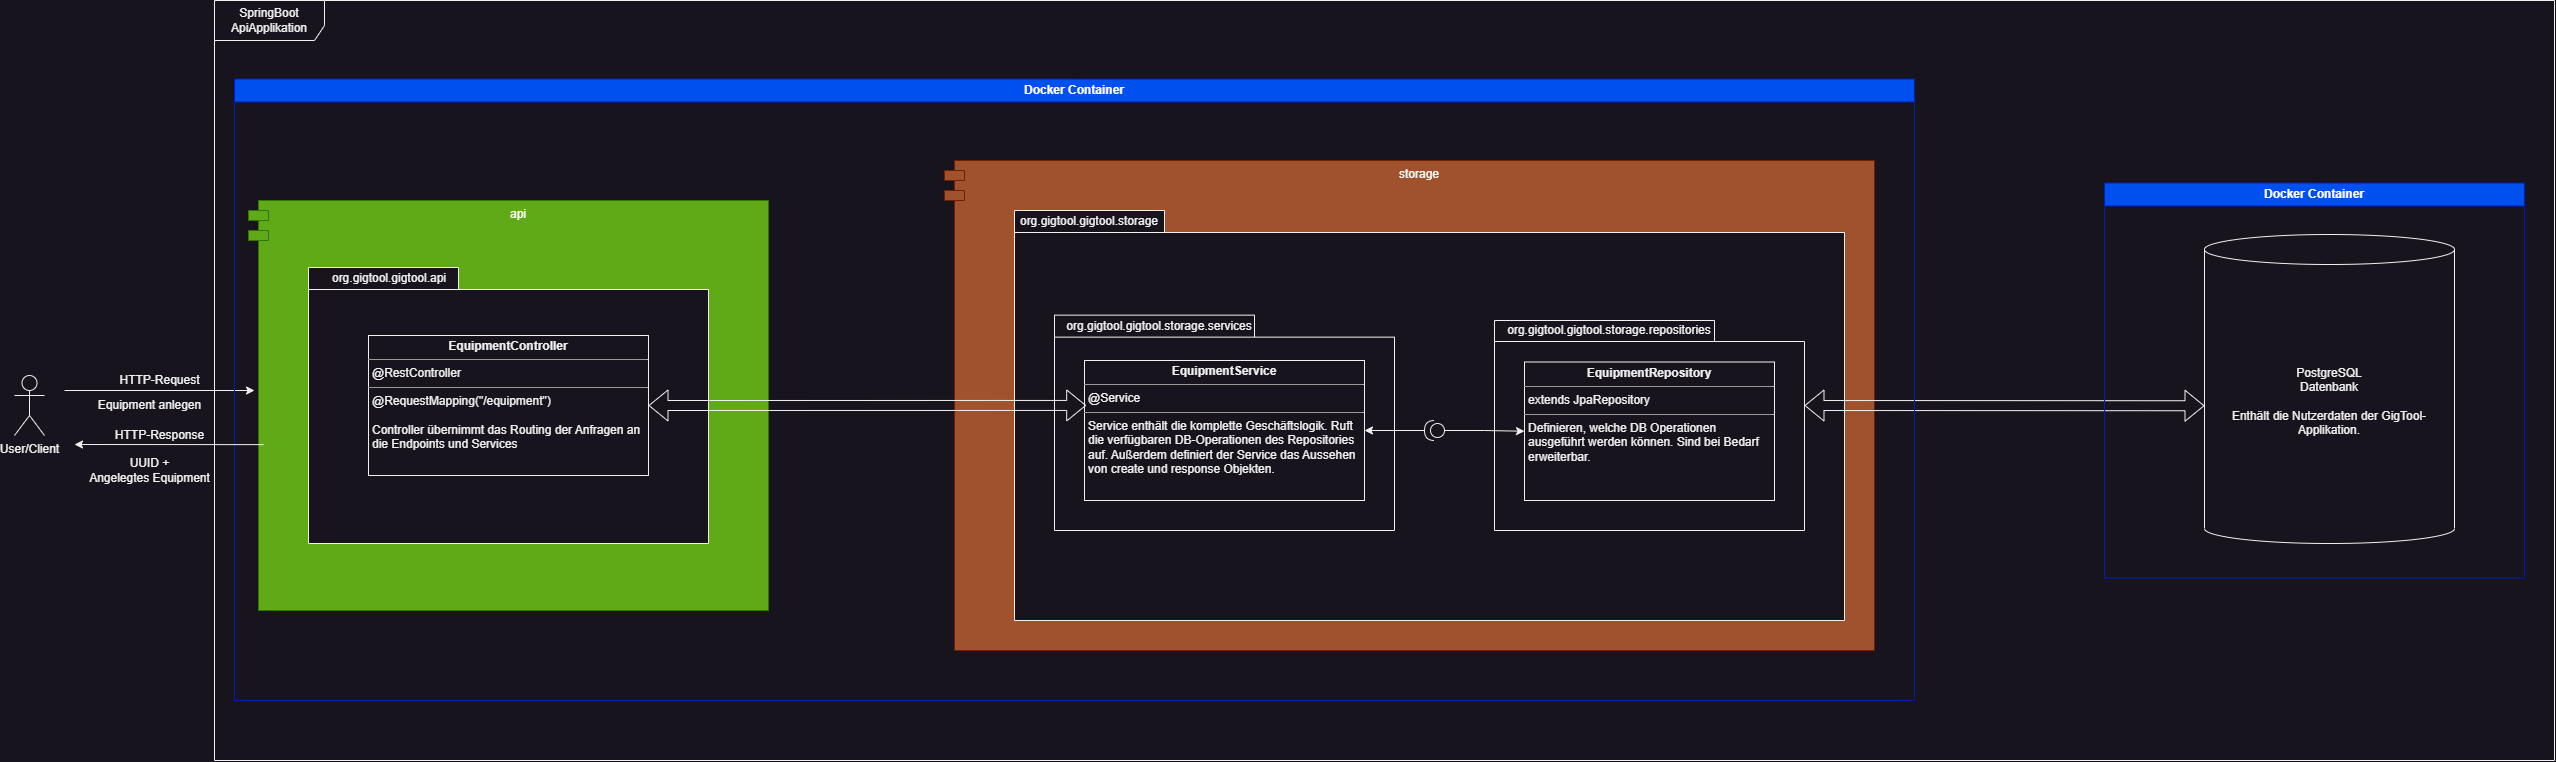 SpringBoot
ApiApplikation
Docker Container
api
org.gigtool.gigtool.api
EquipmentController
@RestController
@RequestMapping("/equipment")
Controller übernimmt das Routing der Anfragen an
die Endpoints und Services
HTTP-Request
Equipment anlegen
HTTP-Response
UUID +
Angelegtes Equipment
User/Client
storage
org.gigtool.gigtool.storage
org.gigtool.gigtool.storage.services
EquipmentService
@Service
Service enthält die komplette Geschäftslogik. Ruft
die verfügbaren DB-Operationen des Repositories
auf. Außerdem definiert der Service das Aussehen
von create und response Objekten.
org.gigtool.gigtool.storage.repositories
EquipmentRepository
extends JpaRepository
Definieren, welche DB Operationen
ausgeführt werden können. Sind bei Bedarf
erweiterbar.
Docker Container
PostgreSQL
Datenbank
Enthält die Nutzerdaten der GigTool-
Applikation.